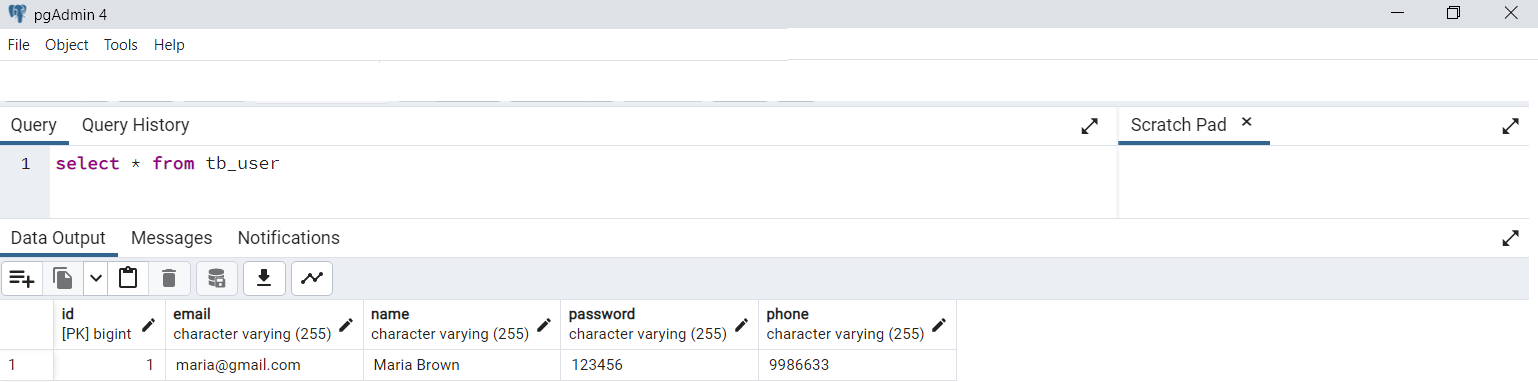 pgAdmin 4
File Object Tools Help
Query Query History Scratch Pad
1 select * from tb_user
Data Output Messages Notifications
id email name password phone
[PK] bigint character varying (255) character varying (255) character varying (255) character varying (255)
1 1 maria@gmail.com Maria Brown 123456 9986633